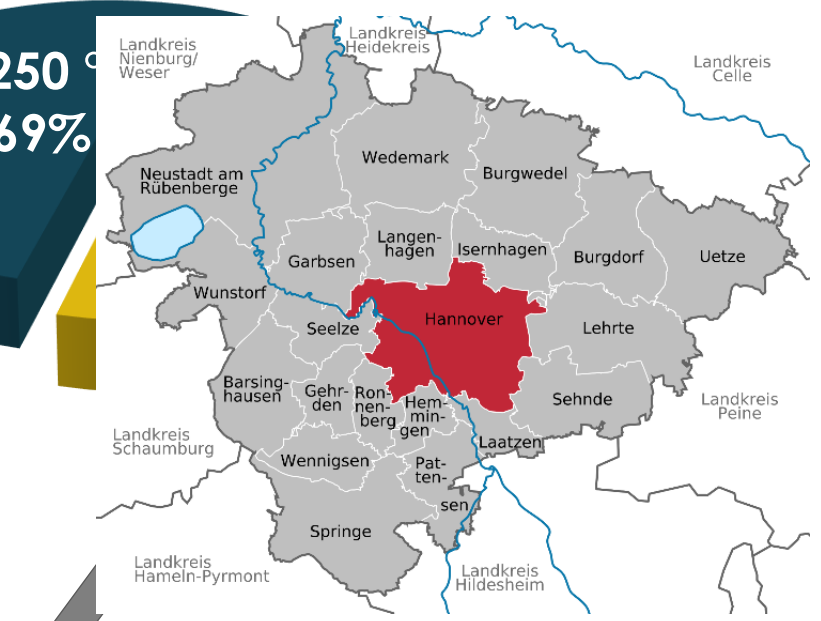 250 °
69%
Landkreis
Nienburg/
Weser
Landkreis
Heidekreis
Landkreis
Celle
Neustadt am
Rübenberge
Wedemark
Burgwedel
Langen-
hagen
Isernhagen
Garbsen
Burgdorf
Uetze
Wunstorf
Seelze
Hannover
Lehrte
Barsing-
hausen
Gehr-
den
Ron-
nen-
berg
Hem-
min-
gen
Sehnde
Landkreis
Peine
Landkreis
Schaumburg
Laatzen
Wennigsen
Pat-
ten-
sen
Springe
Landkreis
Hameln-Pyrmont
Landkreis
Hildesheim